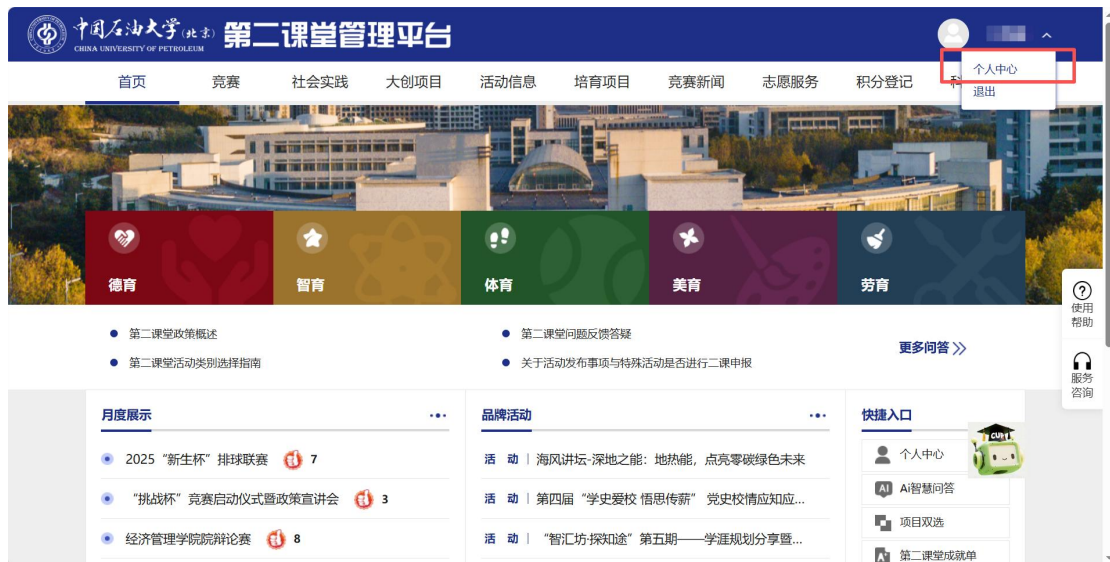 中国石油大学(北京) 第二课堂管理平台
CHINA UNIVERSITY OF PETROLEUM
个人中心
退出
首页 竞赛 社会实践 大创项目 活动信息 培育项目 竞赛新闻 志愿服务 积分登记 科
德育 智育 体育 美育 劳育
使用
帮助
服务
咨询
第二课堂政策概述 第二课堂问题反馈答疑
更多问答
第二课堂活动类别选择指南 关于活动发布事项与特殊活动是否进行二课申报
月度展示
2025“新生杯”排球联赛 7
“挑战杯”竞赛启动仪式暨政策宣讲会 3
经济管理学院院辩论赛 8
品牌活动
活 动 | 海风讲坛-深地之能：地热能，点亮零碳绿色未来
活 动 | 第四届“学史爱校 悟思传薪” 党史校情应知应...
活 动 | “智汇坊·探知途”第五期——学涯规划分享暨...
快捷入口
CUP
个人中心
AI Ai智慧问答
项目双选
第二课堂成就单